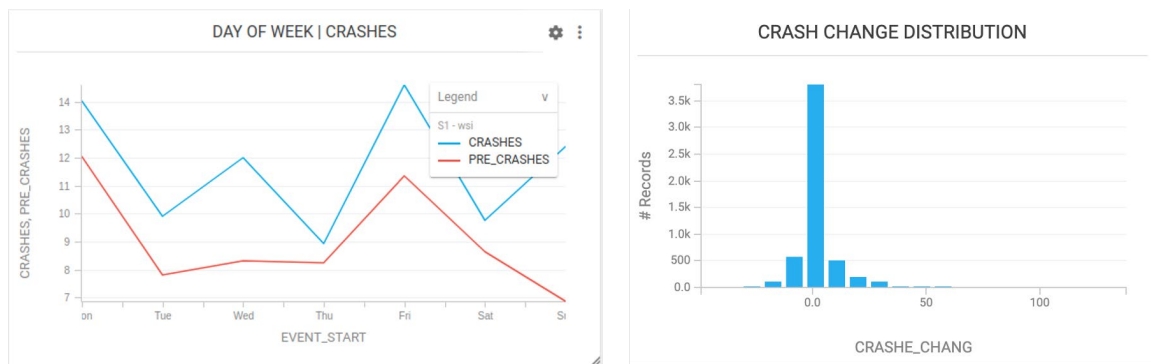 DAY OF WEEK | CRASHES
14
13
12
11
10
9
8
7
CRASHES, PRE_CRASHES
Legend
S1 - wsi
CRASHES
PRE_CRASHES
on
Tue
Wed
Thu
Fri
Sat
Su
EVENT_START
CRASH CHANGE DISTRIBUTION
3.5k
3.0k
2.5k
2.0k
1.5k
1.0k
500
0.0
# Records
0.0
50
100
CRASHE_CHANG